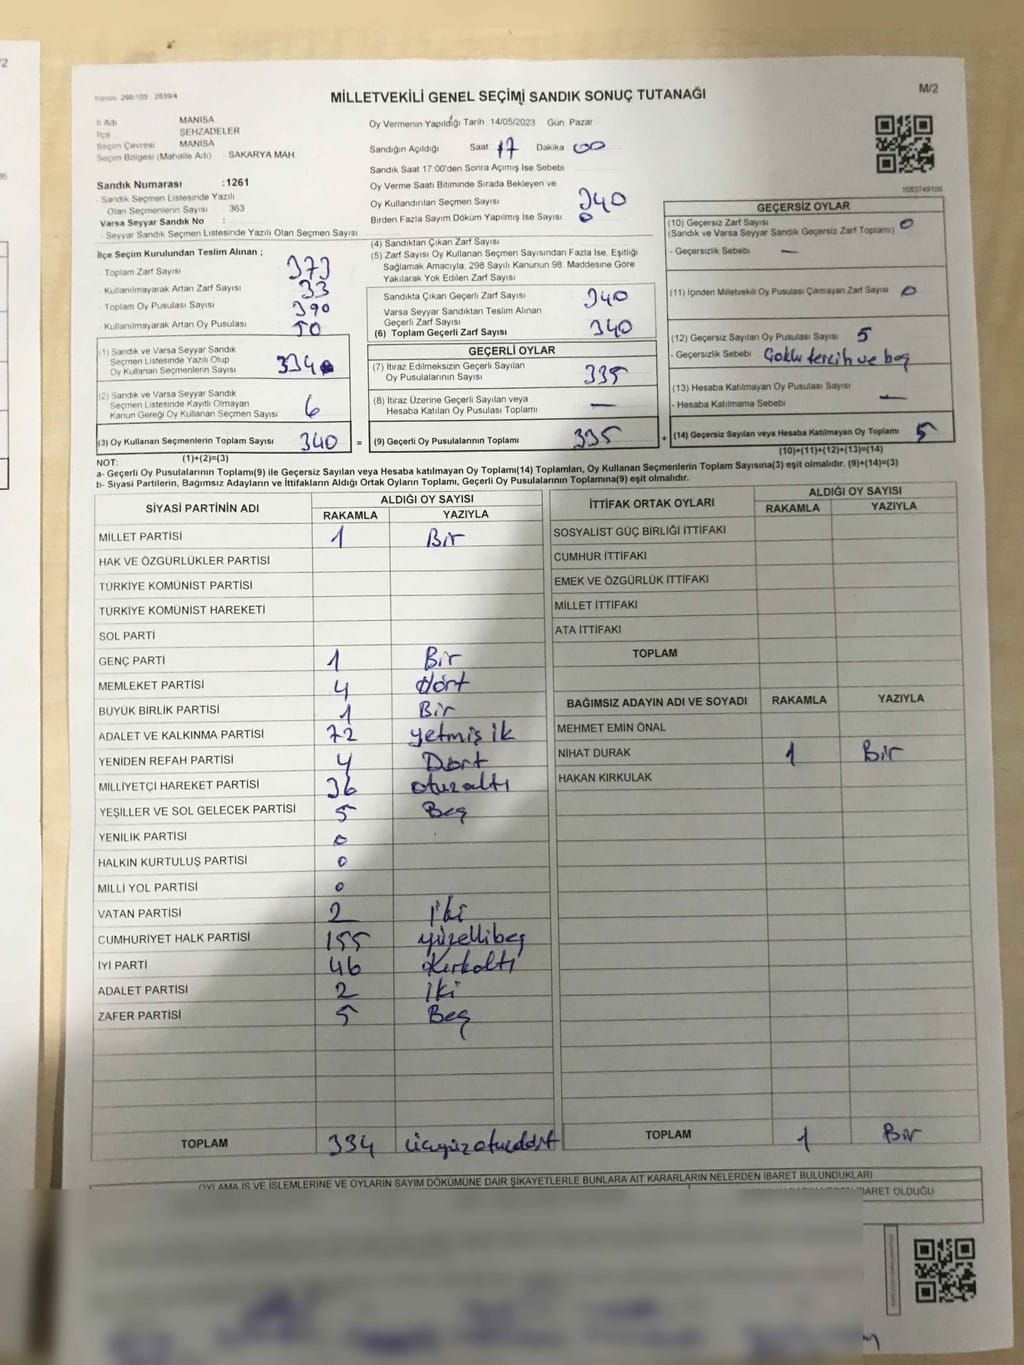 MİLLETVEKİLİ GENEL SEÇİMİ SANDIK SONUÇ TUTANAĞI
M/2
İl Adı MANİSA
İlçe ŞEHZADELER
Seçim Çevresi MANİSA
Seçim Bölgesi (Mahalle Adı) SAKARYA MAH
Sandık Numarası :1261
Sandık Seçmen Listesinde Yazılı
Olan Seçmenlerin Sayısı 363
Varsa Seyyar Sandık No :
Seyyar Sandık Seçmen Listesinde Yazılı Olan Seçmen Sayısı
Oy Vermenin Yapıldığı Tarih 14/05/2023 Gün Pazar
Sandığın Açıldığı Saat 17 Dakika 00
Sandık Saat 17.00'den Sonra Açımış İse Sebebi
Oy Verme Saati Bitiminde Sırada Bekleyen ve
Oy Kullandırılan Seçmen Sayısı 340
Birden Fazla Sayım Döküm Yapılmış İse Sayısı 0
1083749106
İlçe Seçim Kurulundan Teslim Alınan ;
Toplam Zarf Sayısı 373
Kullanılmayarak Artan Zarf Sayısı 33
Toplam Oy Pusulası Sayısı 390
Kullanılmayarak Artan Oy Pusulası 50
(1) Sandık ve Varsa Seyyar Sandık
Seçmen Listesinde Yazılı Olup
Oy Kullanan Seçmenlerin Sayısı 334
(2) Sandık ve Varsa Seyyar Sandık
Seçmen Listesinde Kayıtlı Olmayan
Kanun Gereği Oy Kullanan Seçmen Sayısı 6
(3) Oy Kullanan Seçmenlerin Toplam Sayısı 340 =
(1)+(2)=(3)
(4) Sandıktan Çıkan Zarf Sayısı
(5) Zarf Sayısı Oy Kullanan Seçmen Sayısından Fazla İse, Eşitliği
Sağlamak Amacıyla, 298 Sayılı Kanunun 98. Maddesine Göre
Yakılarak Yok Edilen Zarf Sayısı
Sandıkta Çıkan Geçerli Zarf Sayısı 340
Varsa Seyyar Sandıktan Teslim Alınan
Geçerli Zarf Sayısı
(6) Toplam Geçerli Zarf Sayısı 340
GEÇERLİ OYLAR
(7) İtiraz Edilmeksizin Geçerli Sayılan
Oy Pusulalarının Sayısı 335
(8) İtiraz Üzerine Geçerli Sayılan veya
Hesaba Katılan Oy Pusulası Toplamı —
(9) Geçerli Oy Pusulalarının Toplamı 335 +
GEÇERSİZ OYLAR
(10) Geçersiz Zarf Sayısı 0
(Sandık ve Varsa Seyyar Sandık Geçersiz Zarf Toplamı)
- Geçersizlik Sebebi —
(11) İçinden Milletvekili Oy Pusulası Çıkmayan Zarf Sayısı 0
(12) Geçersiz Sayılan Oy Pusulası Sayısı 5
- Geçersizlik Sebebi Çoklu tercih ve boş
(13) Hesaba Katılmayan Oy Pusulası Sayısı
- Hesaba Katılmama Sebebi —
(14) Geçersiz Sayılan veya Hesaba Katılmayan Oy Toplamı 5
(10)+(11)+(12)+(13)=(14)
NOT:
a- Geçerli Oy Pusulalarının Toplamı(9) ile Geçersiz Sayılan veya Hesaba katılmayan Oy Toplamı(14) Toplamları, Oy Kullanan Seçmenlerin Toplam Sayısına(3) eşit olmalıdır. (9)+(14)=(3)
b- Siyasi Partilerin, Bağımsız Adayların ve İttifakların Aldığı Ortak Oyların Toplamı, Geçerli Oy Pusulalarının Toplamına(9) eşit olmalıdır.
SİYASİ PARTİNİN ADI ALDIĞI OY SAYISI
RAKAMLA YAZIYLA
MİLLET PARTİSİ 1 Bir
HAK VE ÖZGÜRLÜKLER PARTİSİ
TÜRKİYE KOMÜNİST PARTİSİ
TÜRKİYE KOMÜNİST HAREKETİ
SOL PARTİ
GENÇ PARTİ 1 Bir
MEMLEKET PARTİSİ 4 dört
BÜYÜK BİRLİK PARTİSİ 1 Bir
ADALET VE KALKINMA PARTİSİ 72 yetmiş ik
YENİDEN REFAH PARTİSİ 4 Dört
MİLLİYETÇİ HAREKET PARTİSİ 36 otuzaltı
YEŞİLLER VE SOL GELECEK PARTİSİ 5 Beş
YENİLİK PARTİSİ 0
HALKIN KURTULUŞ PARTİSİ 0
MİLLİ YOL PARTİSİ 0
VATAN PARTİSİ 2 İki
CUMHURİYET HALK PARTİSİ 155 yüzellibeş
İYİ PARTİ 46 Kırkaltı
ADALET PARTİSİ 2 İki
ZAFER PARTİSİ 5 Beş
TOPLAM 334 üçyüzotuzdört
İTTİFAK ORTAK OYLARI ALDIĞI OY SAYISI
RAKAMLA YAZIYLA
SOSYALİST GÜÇ BİRLİĞİ İTTİFAKI
CUMHUR İTTİFAKI
EMEK VE ÖZGÜRLÜK İTTİFAKI
MİLLET İTTİFAKI
ATA İTTİFAKI
TOPLAM
BAĞIMSIZ ADAYIN ADI VE SOYADI RAKAMLA YAZIYLA
MEHMET EMİN ÖNAL
NİHAT DURAK 1 Bir
HAKAN KIRKULAK
TOPLAM 1 Bir
OYLAMA İŞ VE İŞLEMLERİNE VE OYLARIN SAYIM DÖKÜMÜNE DAİR ŞİKAYETLERLE BUNLARA AİT KARARLARIN NELERDEN İBARET BULUNDUKLARI
İBARET OLDUĞU